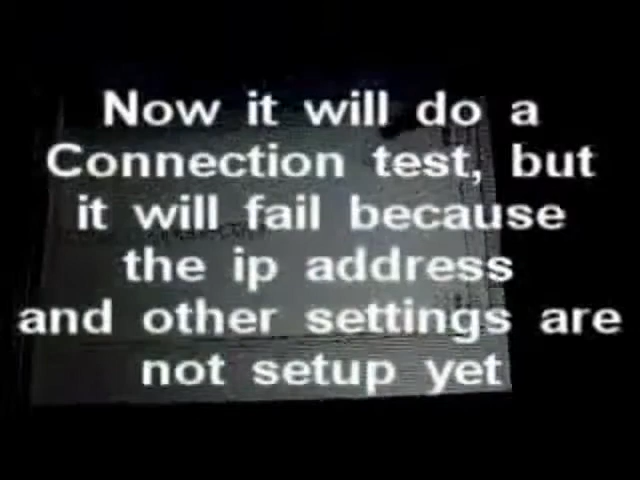 Now it will do a
Connection test, but
it will fail because
the ip address
and other settings are
not setup yet